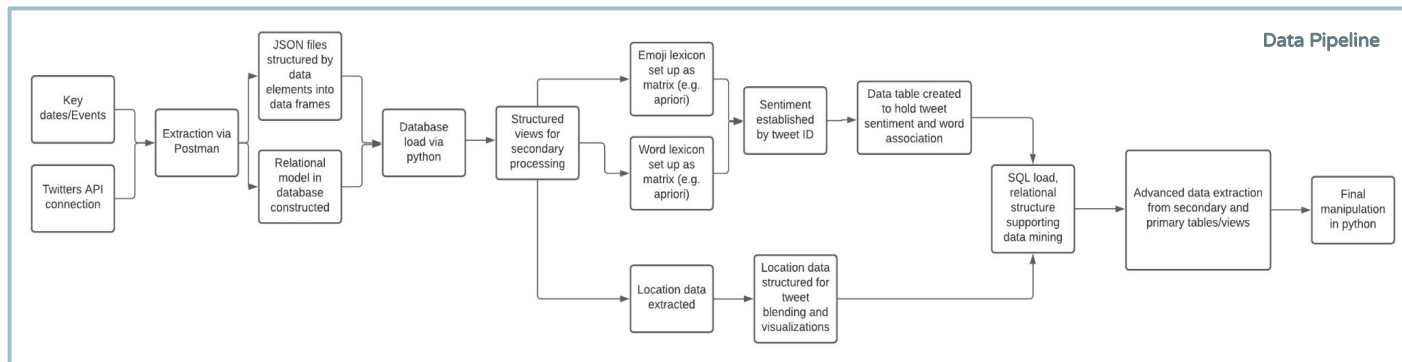 Data Pipeline
Key
dates/Events
Twitters API
connection
Extraction via
Postman
JSON files
structured by
data
elements into
data frames
Relational
model in
database
constructed
Database
load via
python
Structured
views for
secondary
processing
Emoji lexicon
set up as
matrix (e.g.
apriori)
Word lexicon
set up as
matrix (e.g.
apriori)
Sentiment
established
by tweet ID
Data table created
to hold tweet
sentiment and word
association
Location data
extracted
Location data
structured for
tweet
blending and
visualizations
SQL load,
relational
structure
supporting
data mining
Advanced data extraction
from secondary and
primary tables/views
Final
manipulation
in python